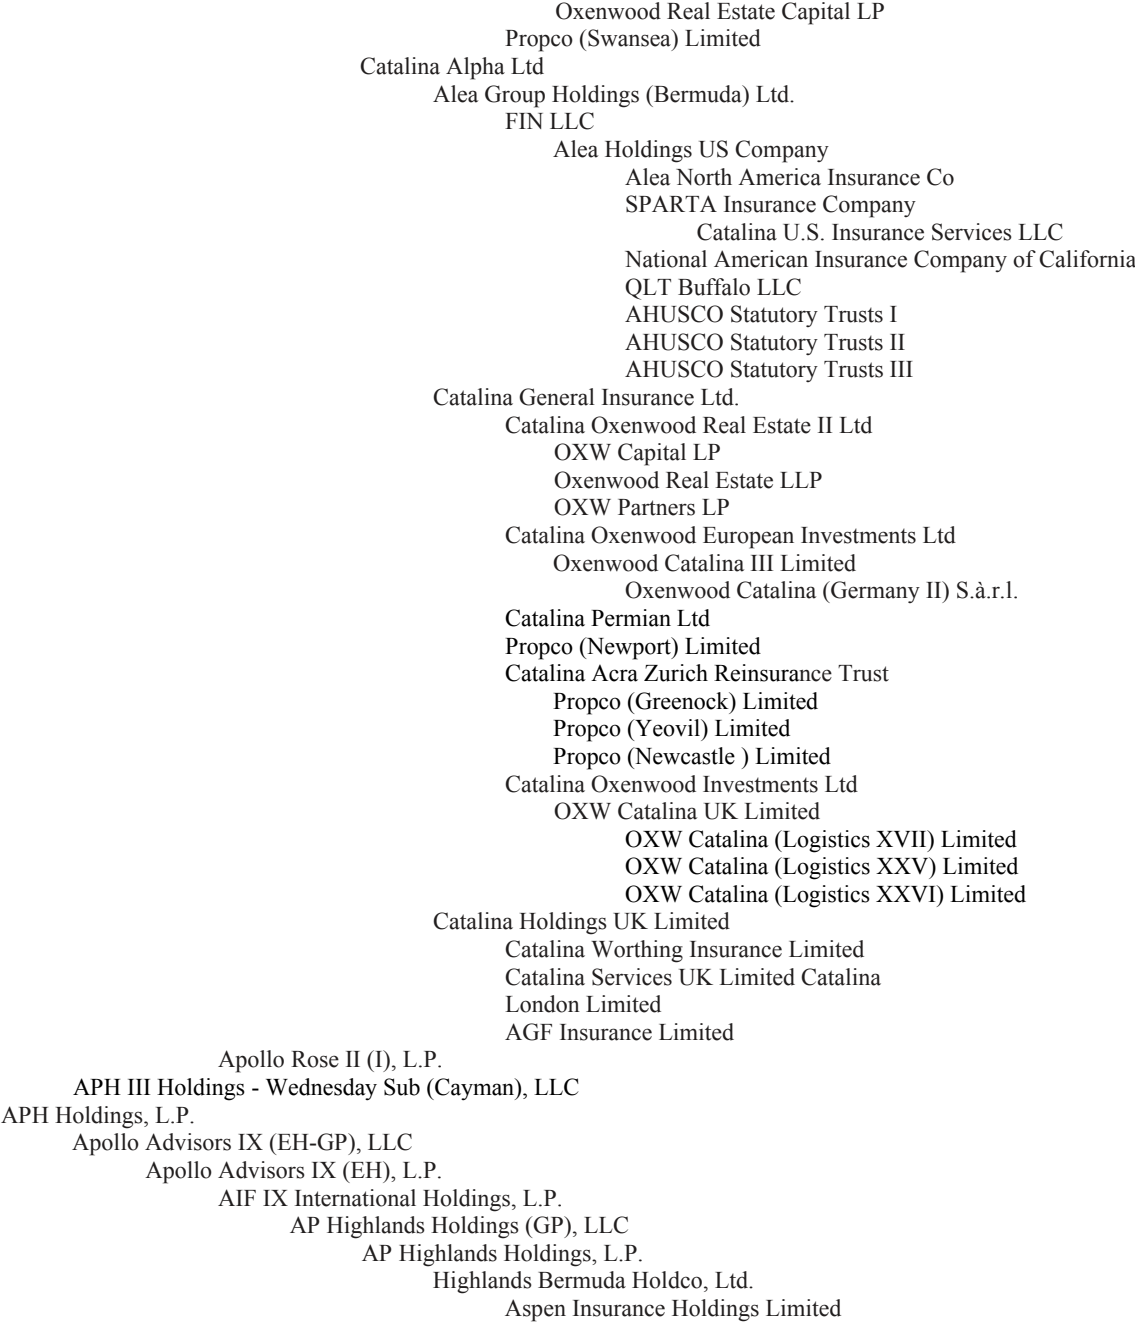 Oxenwood Real Estate Capital LP
Propco (Swansea) Limited
Catalina Alpha Ltd
Alea Group Holdings (Bermuda) Ltd.
FIN LLC
Alea Holdings US Company
Alea North America Insurance Co
SPARTA Insurance Company
Catalina U.S. Insurance Services LLC
National American Insurance Company of California
QLT Buffalo LLC
AHUSCO Statutory Trusts I
AHUSCO Statutory Trusts II
AHUSCO Statutory Trusts III
Catalina General Insurance Ltd.
Catalina Oxenwood Real Estate II Ltd
OXW Capital LP
Oxenwood Real Estate LLP
OXW Partners LP
Catalina Oxenwood European Investments Ltd
Oxenwood Catalina III Limited
Oxenwood Catalina (Germany II) S.à.r.l.
Catalina Permian Ltd
Propco (Newport) Limited
Catalina Acra Zurich Reinsurance Trust
Propco (Greenock) Limited
Propco (Yeovil) Limited
Propco (Newcastle ) Limited
Catalina Oxenwood Investments Ltd
OXW Catalina UK Limited
OXW Catalina (Logistics XVII) Limited
OXW Catalina (Logistics XXV) Limited
OXW Catalina (Logistics XXVI) Limited
Catalina Holdings UK Limited
Catalina Worthing Insurance Limited
Catalina Services UK Limited Catalina
London Limited
AGF Insurance Limited
Apollo Rose II (I), L.P.
APH III Holdings - Wednesday Sub (Cayman), LLC
APH Holdings, L.P.
Apollo Advisors IX (EH-GP), LLC
Apollo Advisors IX (EH), L.P.
AIF IX International Holdings, L.P.
AP Highlands Holdings (GP), LLC
AP Highlands Holdings, L.P.
Highlands Bermuda Holdco, Ltd.
Aspen Insurance Holdings Limited